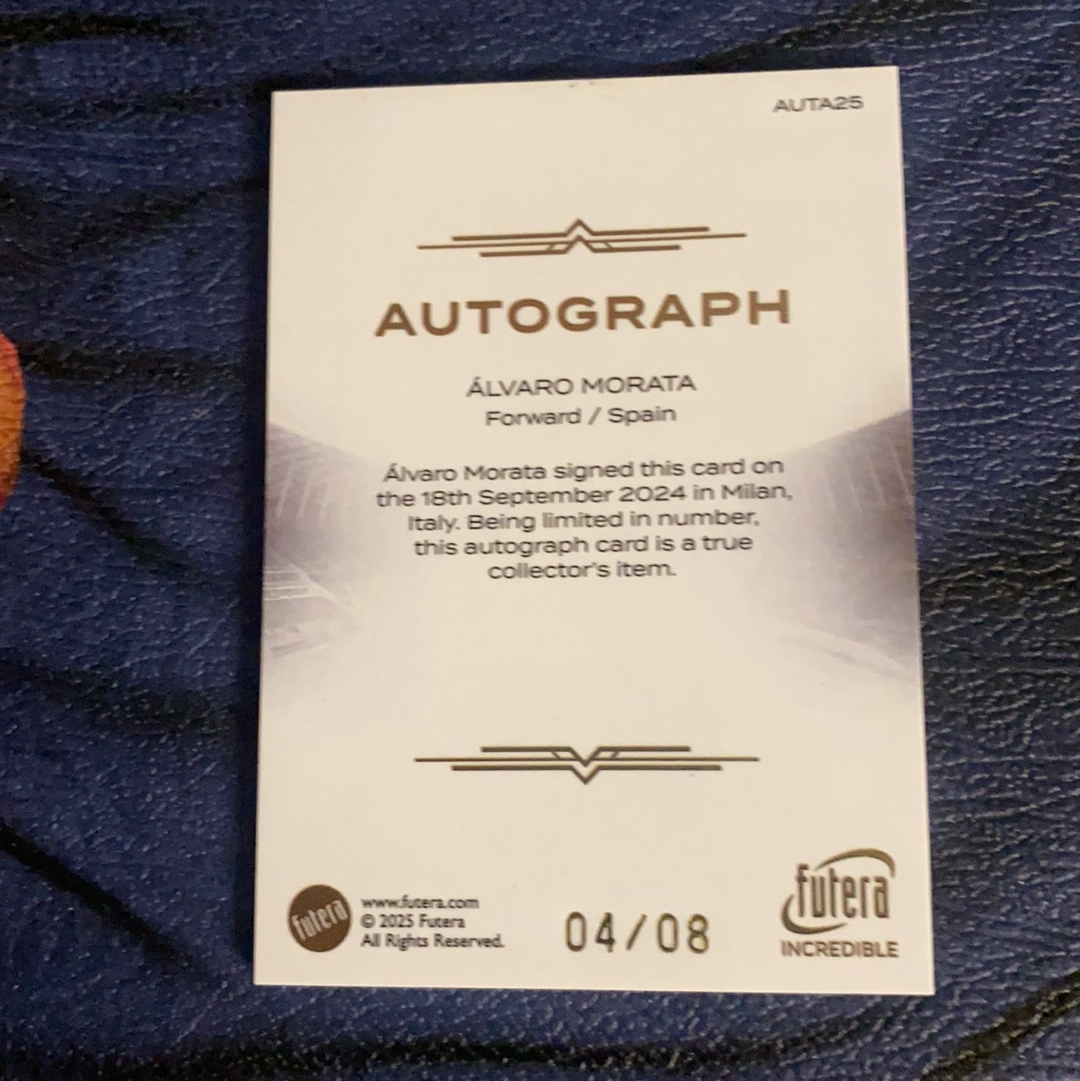 AUTA25
AUTOGRAPH
ÁLVARO MORATA
Forward / Spain
Álvaro Morata signed this card on
the 18th September 2024 in Milan,
Italy. Being limited in number,
this autograph card is a true
collector's item.
futera
www.futera.com
© 2025 Futera
All Rights Reserved.
04/08
futera
INCREDIBLE